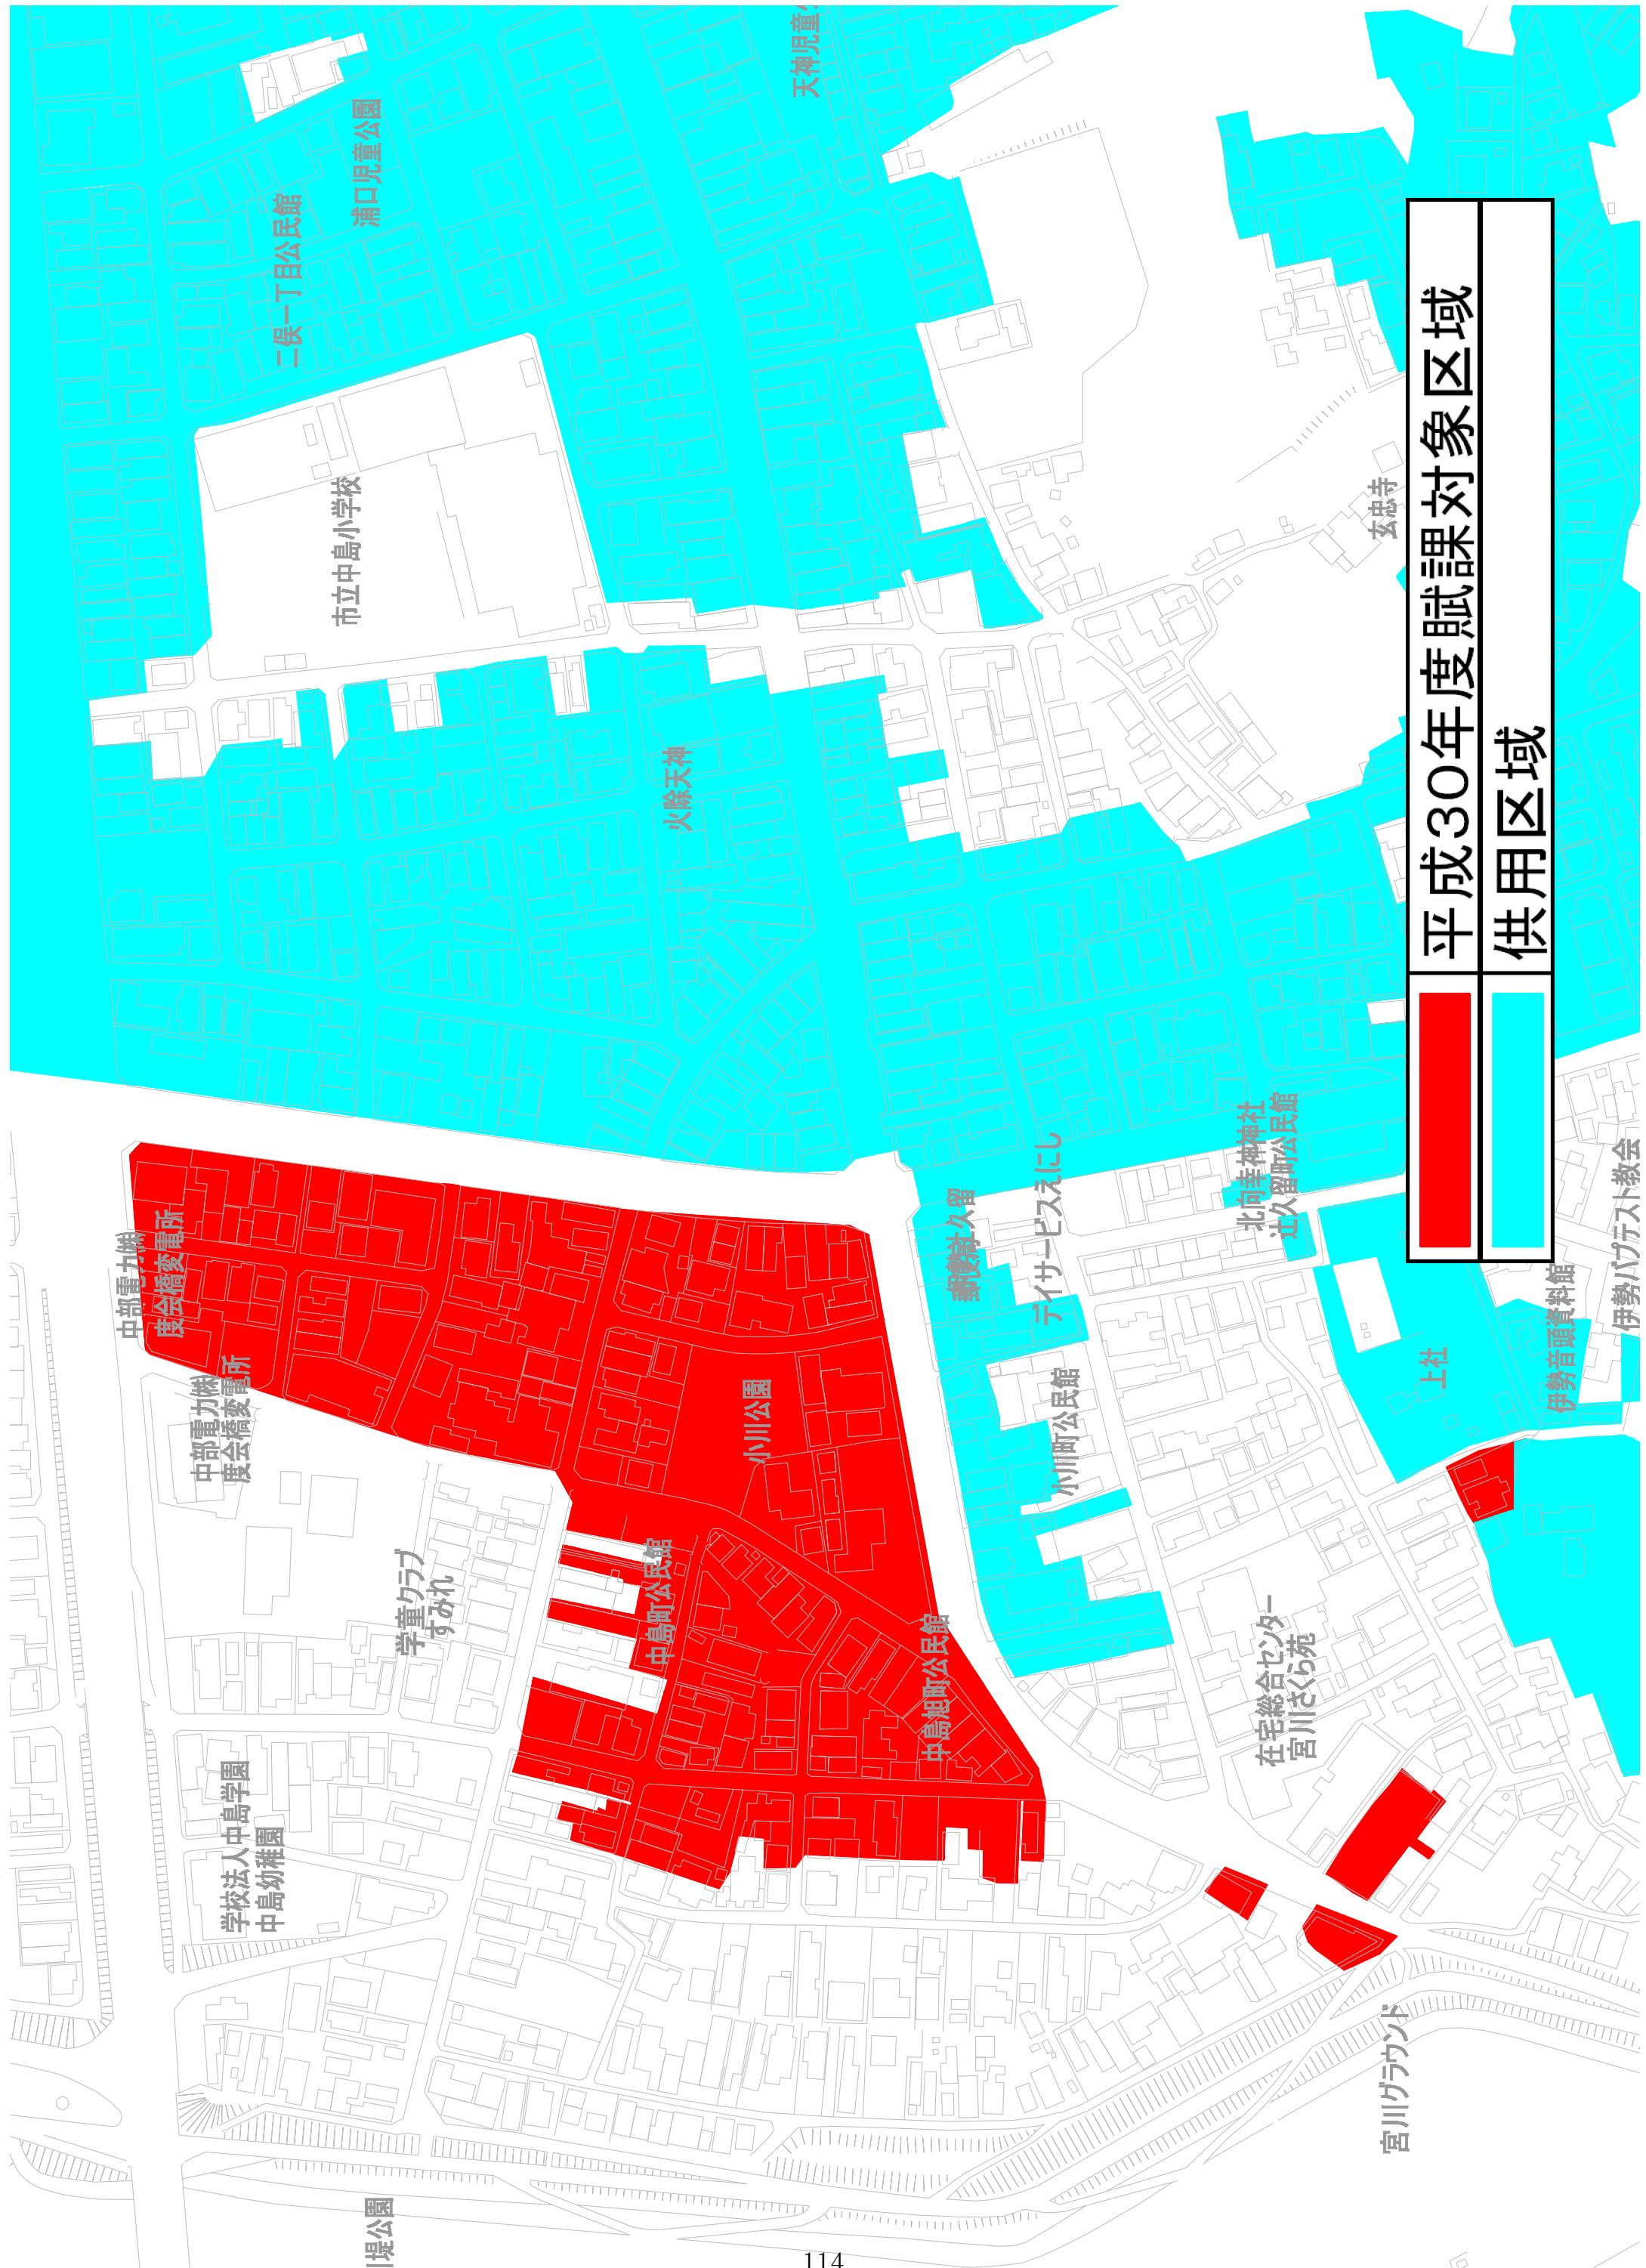 天神児童公
浦口児童公園
二俣一丁目公民館
市立中島小学校
火除天神
玄忠寺
平成30年度賦課対象区域
供用区域
中部電力㈱
度会橋変電所
中部電力㈱
度会橋変電所
小川公園
学童クラブ
すみれ
中島町公民館
中島旭町公民館
学校法人中島学園
中島幼稚園
デイサービスえにし
小川町公民館
北向幸神神社
辻久留町公民館
上社
伊勢音頭資料館
伊勢バプテスト教会
在宅総合センター
宮川さくら苑
宮川グラウンド
堤公園
114